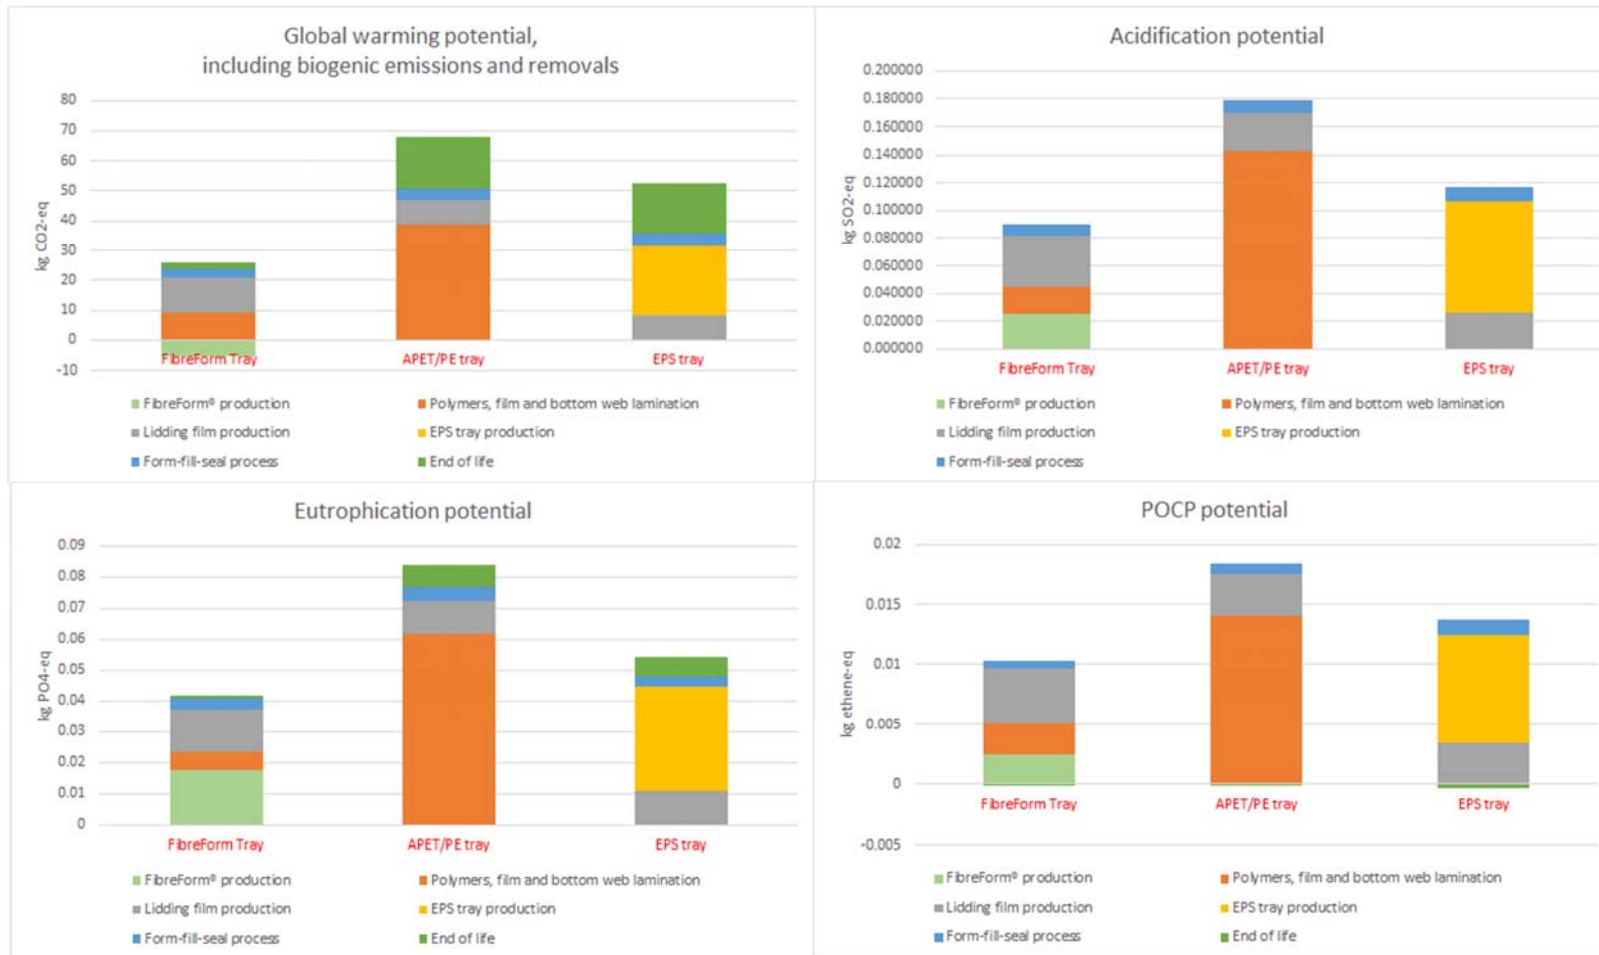 Global warming potential,
including biogenic emissions and removals
kg CO2-eq
80
70
60
50
40
30
20
10
0
-10
FibreForm Tray
APET/PE tray
EPS tray
FibreForm® production
Polymers, film and bottom web lamination
Lidding film production
EPS tray production
Form-fill-seal process
End of life
Acidification potential
kg SO2-eq
0.200000
0.180000
0.160000
0.140000
0.120000
0.100000
0.080000
0.060000
0.040000
0.020000
0.000000
FibreForm Tray
APET/PE tray
EPS tray
FibreForm® production
Polymers, film and bottom web lamination
Lidding film production
EPS tray production
Form-fill-seal process
Eutrophication potential
kg PO4-eq
0.09
0.08
0.07
0.06
0.05
0.04
0.03
0.02
0.01
0
FibreForm Tray
APET/PE tray
EPS tray
FibreForm® production
Polymers, film and bottom web lamination
Lidding film production
EPS tray production
Form-fill-seal process
End of life
POCP potential
kg ethene-eq
0.02
0.015
0.01
0.005
0
-0.005
FibreForm Tray
APET/PE tray
EPS tray
FibreForm® production
Polymers, film and bottom web lamination
Lidding film production
EPS tray production
Form-fill-seal process
End of life